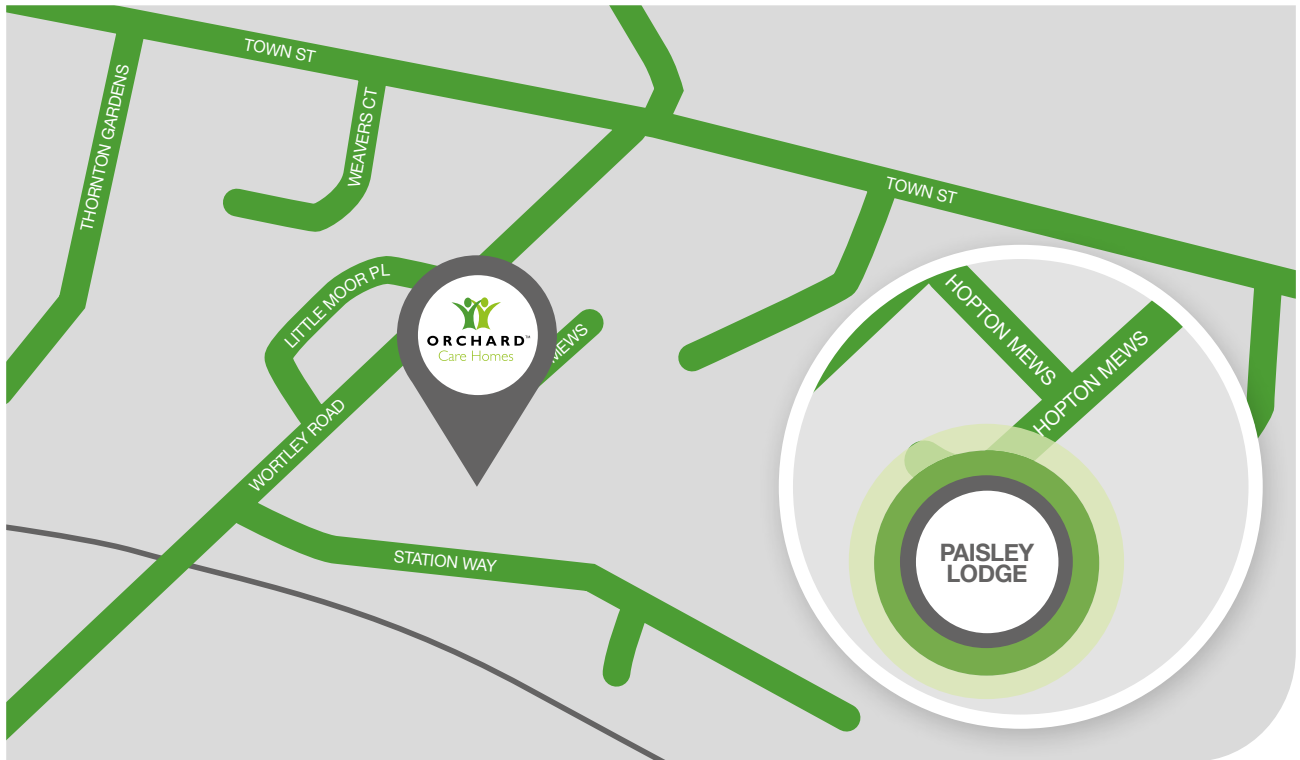 TOWN ST
THORNTON GARDENS
WEAVERS CT
TOWN ST
LITTLE MOOR PL
ORCHARD™
Care Homes
MEWS
HOPTON MEWS
HOPTON MEWS
WORTLEY ROAD
STATION WAY
PAISLEY
LODGE